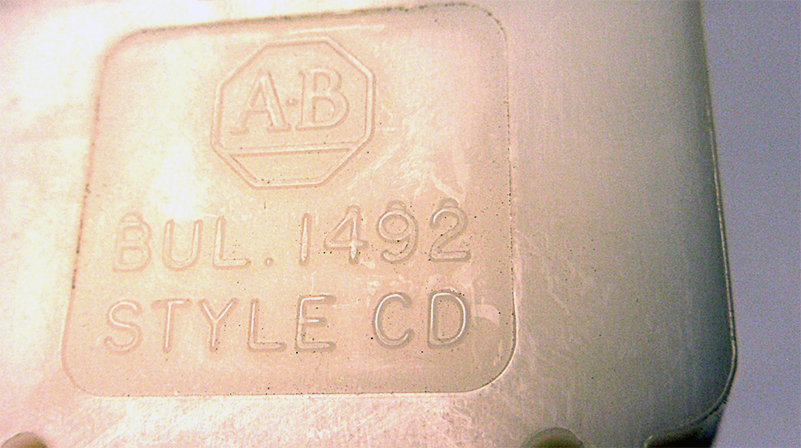 A-B
BUL. 1492
STYLE CD